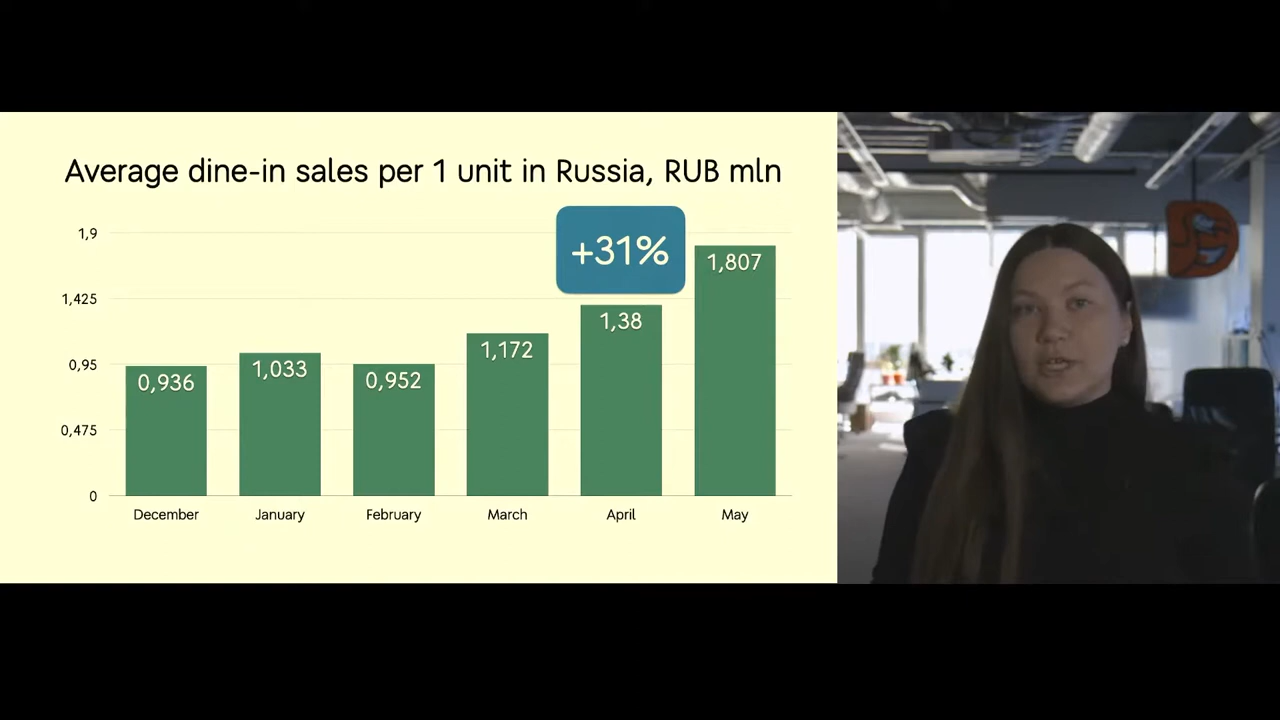 Average dine-in sales per 1 unit in Russia, RUB mln
1,9
1,425
0,95
0,475
0
+31%
0,936
1,033
0,952
1,172
1,38
1,807
December
January
February
March
April
May